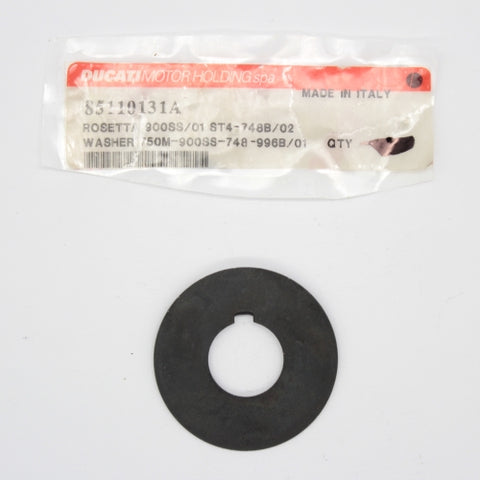 DUCATI MOTOR HOLDING spa
MADE IN ITALY
85110131A
ROSETTA 900SS/01 ST4-748B/02
WASHER 750M-900SS-748-996B/01 QTY